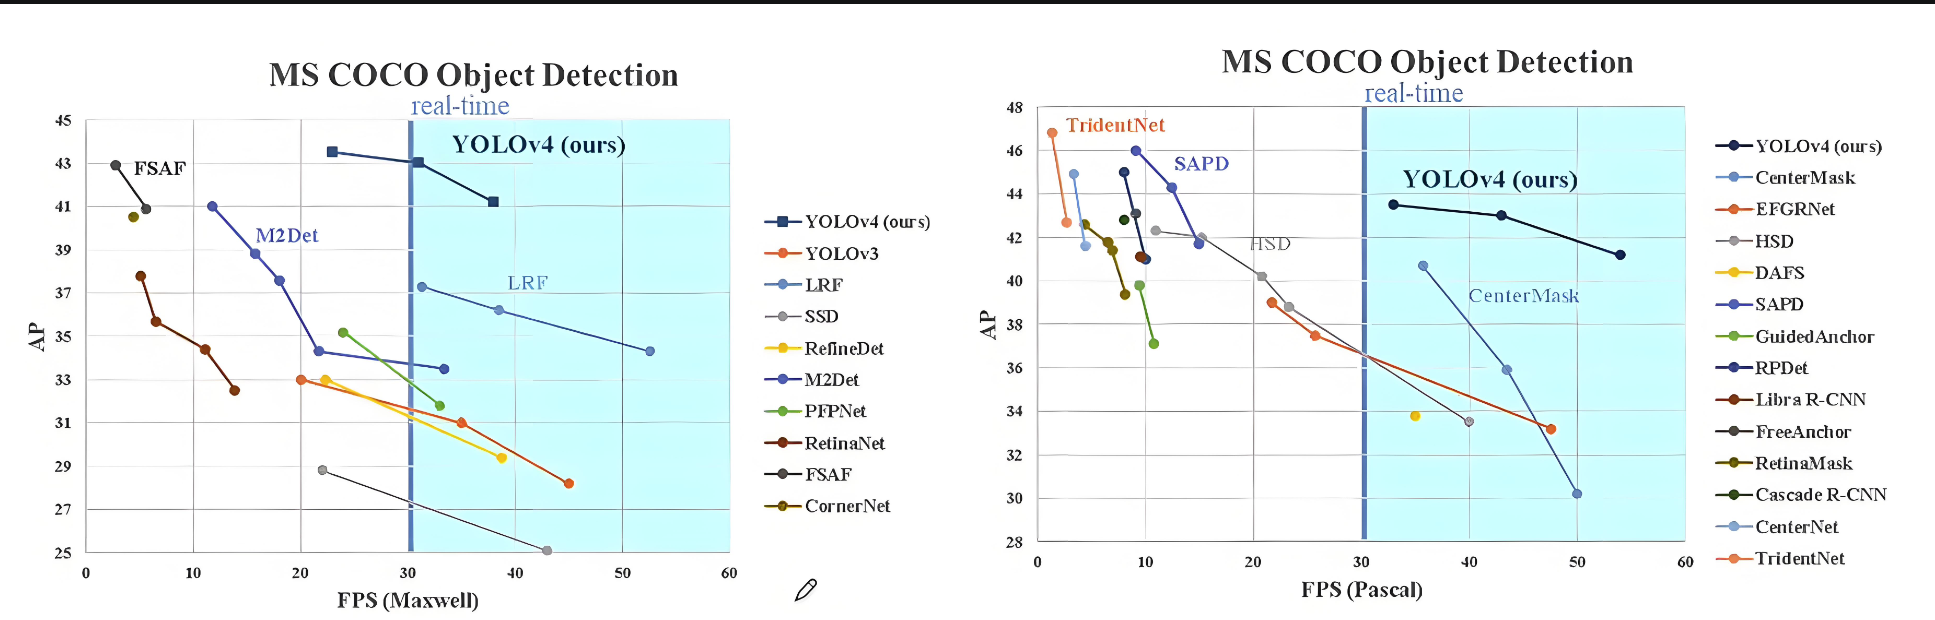 MS COCO Object Detection
real-time
YOLOv4 (ours)
FSAF
M2Det
LRF
45
43
41
39
37
35
33
31
29
27
25
AP
0 10 20 30 40 50 60
FPS (Maxwell)
YOLOv4 (ours)
YOLOv3
LRF
SSD
RefineDet
M2Det
PFPNet
RetinaNet
FSAF
CornerNet
MS COCO Object Detection
real-time
TridentNet
SAPD
YOLOv4 (ours)
HSD
CenterMask
48
46
44
42
40
38
36
34
32
30
28
AP
0 10 20 30 40 50 60
FPS (Pascal)
YOLOv4 (ours)
CenterMask
EFGRNet
HSD
DAFS
SAPD
GuidedAnchor
RPDet
Libra R-CNN
FreeAnchor
RetinaMask
Cascade R-CNN
CenterNet
TridentNet